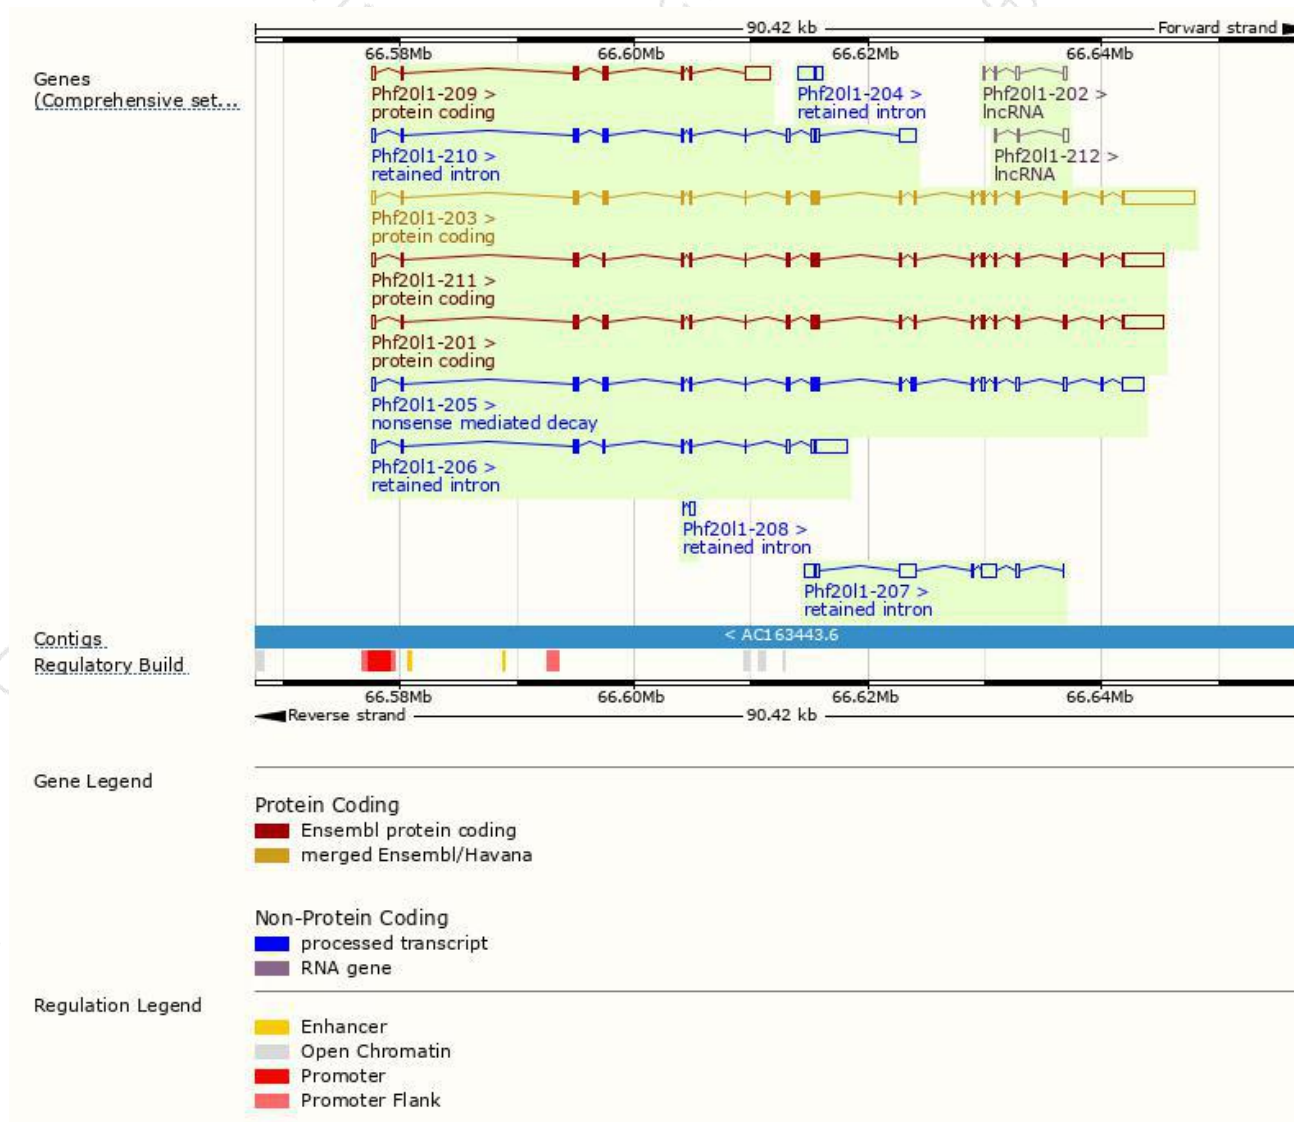 90.42 kb
Forward strand
66.58Mb 66.60Mb 66.62Mb 66.64Mb
Genes
(Comprehensive set...
Phf20l1-209 >
protein coding
Phf20l1-204 >
retained intron
Phf20l1-202 >
lncRNA
Phf20l1-210 >
retained intron
Phf20l1-212 >
lncRNA
Phf20l1-203 >
protein coding
Phf20l1-211 >
protein coding
Phf20l1-201 >
protein coding
Phf20l1-205 >
nonsense mediated decay
Phf20l1-206 >
retained intron
Phf20l1-208 >
retained intron
Phf20l1-207 >
retained intron
Contigs
< AC163443.6
Regulatory Build
66.58Mb 66.60Mb 66.62Mb 66.64Mb
Reverse strand
90.42 kb
Gene Legend
Protein Coding
Ensembl protein coding
merged Ensembl/Havana
Non-Protein Coding
processed transcript
RNA gene
Regulation Legend
Enhancer
Open Chromatin
Promoter
Promoter Flank